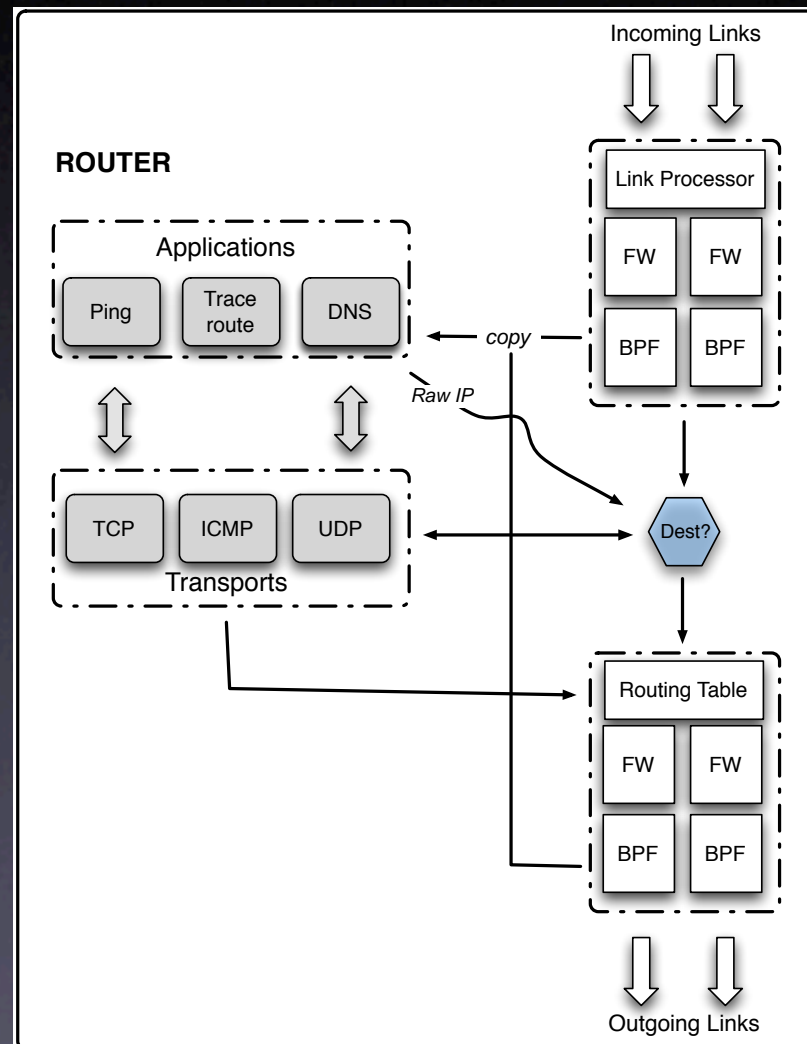 Incoming Links
ROUTER
Link Processor
Applications
FW
FW
Ping
Trace
route
DNS
copy
BPF
BPF
Raw IP
TCP
ICMP
UDP
Dest?
Transports
Routing Table
FW
FW
BPF
BPF
Outgoing Links